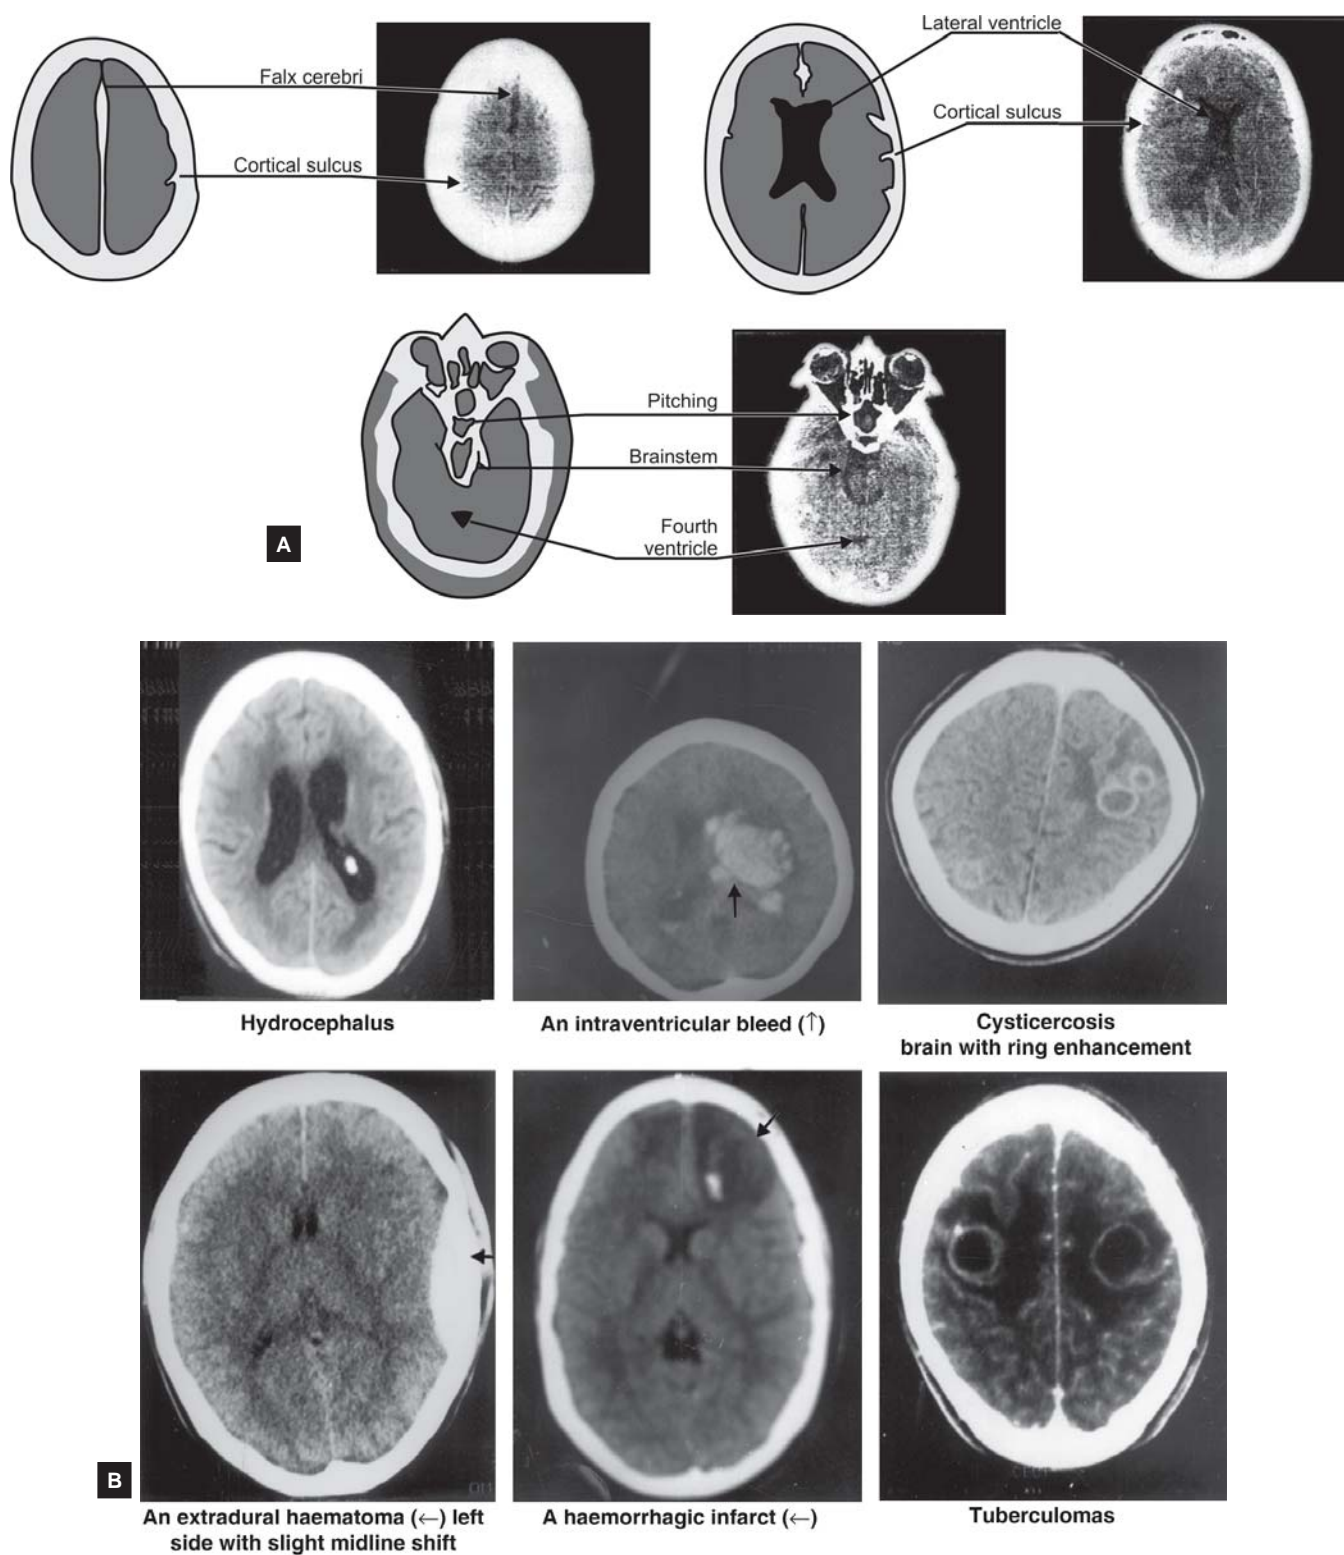 Falx cerebri
Cortical sulcus
Lateral ventricle
Cortical sulcus
Pitching
Brainstem
Fourth
ventricle
A
Hydrocephalus
An intraventricular bleed (↑)
Cysticercosis
brain with ring enhancement
B
An extradural haematoma (←) left
side with slight midline shift
A haemorrhagic infarct (←)
Tuberculomas